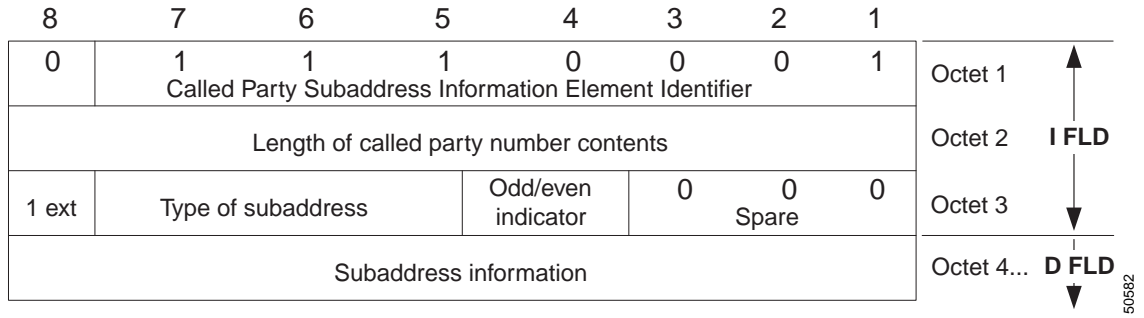 8 7 6 5 4 3 2 1
0 1 1 1 0 0 0 1 Octet 1
Called Party Subaddress Information Element Identifier
Length of called party number contents Octet 2 I FLD
1 ext Type of subaddress Odd/even indicator 0 0 0 Spare Octet 3
Subaddress information Octet 4... D FLD
50582